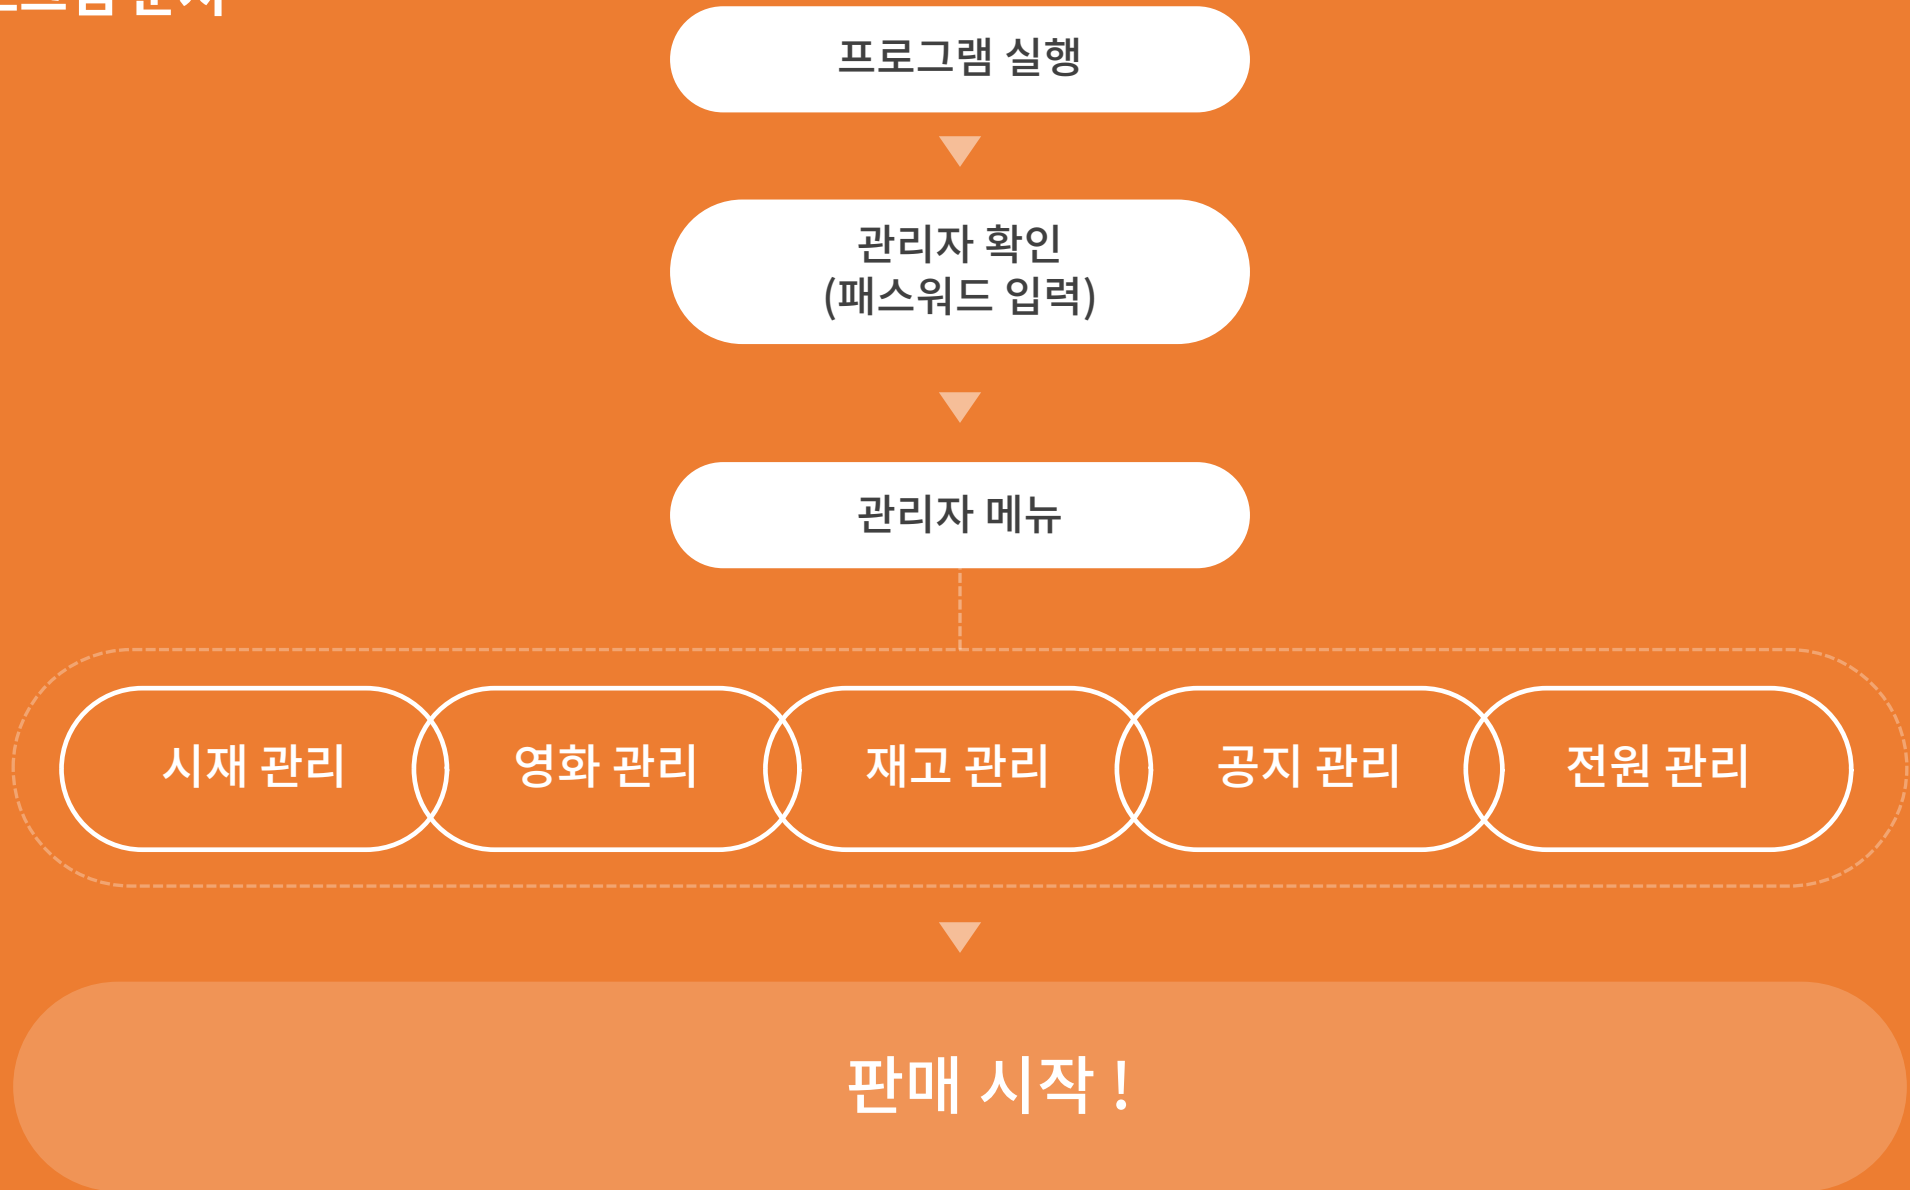 프로그램 실행
관리자 확인
(패스워드 입력)
관리자 메뉴
시재 관리
영화 관리
재고 관리
공지 관리
전원 관리
판매 시작 !